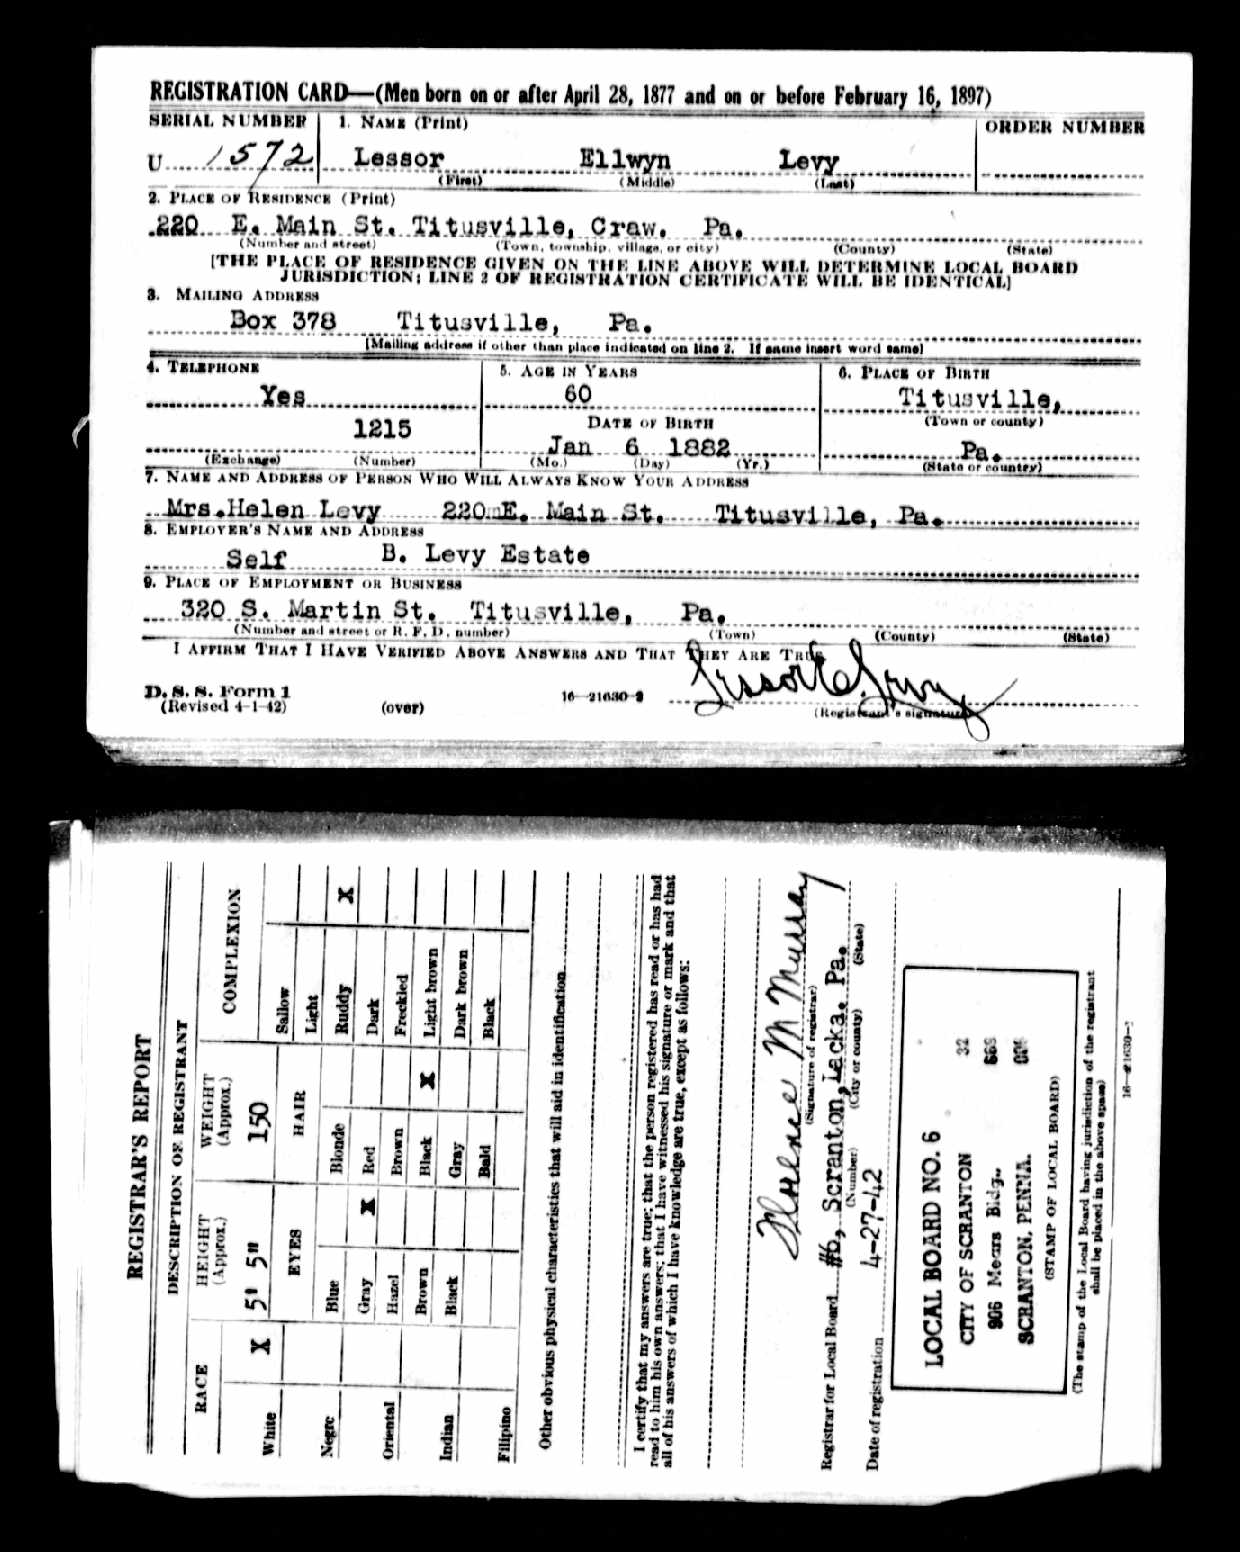 REGISTRATION CARD—(Men born on or after April 28, 1877 and on or before February 16, 1897)
SERIAL NUMBER 1. NAME (Print) ORDER NUMBER
U 1572 Lessor Ellwyn Levy
(First) (Middle) (Last)
2. PLACE OF RESIDENCE (Print)
220 E. Main St. Titusville, Craw. Pa.
(Number and street) (Town, township, village, or city) (County) (State)
[THE PLACE OF RESIDENCE GIVEN ON THE LINE ABOVE WILL DETERMINE LOCAL BOARD
JURISDICTION; LINE 2 OF REGISTRATION CERTIFICATE WILL BE IDENTICAL]
3. MAILING ADDRESS
Box 378 Titusville, Pa.
[Mailing address if other than place indicated on line 2. If same insert word same]
4. TELEPHONE 5. AGE IN YEARS 6. PLACE OF BIRTH
Yes 60 Titusville,
DATE OF BIRTH (Town or county)
1215 Jan 6 1882 Pa.
(Exchange) (Number) (Mo.) (Day) (Yr.) (State or country)
7. NAME AND ADDRESS OF PERSON WHO WILL ALWAYS KNOW YOUR ADDRESS
Mrs.Helen Levy 220 E. Main St. Titusville, Pa.
8. EMPLOYER'S NAME AND ADDRESS
Self B. Levy Estate
9. PLACE OF EMPLOYMENT OR BUSINESS
320 S. Martin St. Titusville, Pa.
(Number and street or R. F. D. number) (Town) (County) (State)
I AFFIRM THAT I HAVE VERIFIED ABOVE ANSWERS AND THAT THEY ARE TRUE
Lessor E. Levy
D. S. S. Form 1 16—21630-2
(Revised 4-1-42) (over) (Registrant's signature)
REGISTRAR'S REPORT
DESCRIPTION OF REGISTRANT
RACE HEIGHT (Approx.) WEIGHT (Approx.) COMPLEXION
White X 5' 5" 150 Sallow
EYES HAIR Light
Negro Blue Blonde Ruddy X
Gray X Red Dark
Oriental Hazel Brown Freckled
Brown Black X Light brown
Indian Black Gray Dark brown
Bald Black
Filipino
Other obvious physical characteristics that will aid in identification
I certify that my answers are true; that the person registered has read or has had
read to him his own answers; that I have witnessed his signature or mark and that
all of his answers of which I have knowledge are true, except as follows:
Florence M Murray
(Signature of registrar)
Registrar for Local Board #6, Scranton, Lacka. Pa.
(Number) (City or county) (State)
Date of registration 4-27-42
LOCAL BOARD NO. 6
CITY OF SCRANTON 32
906 Mears Bldg.
SCRANTON, PENNA.
(STAMP OF LOCAL BOARD)
(The stamp of the Local Board having jurisdiction of the registrant
shall be placed in the above space)